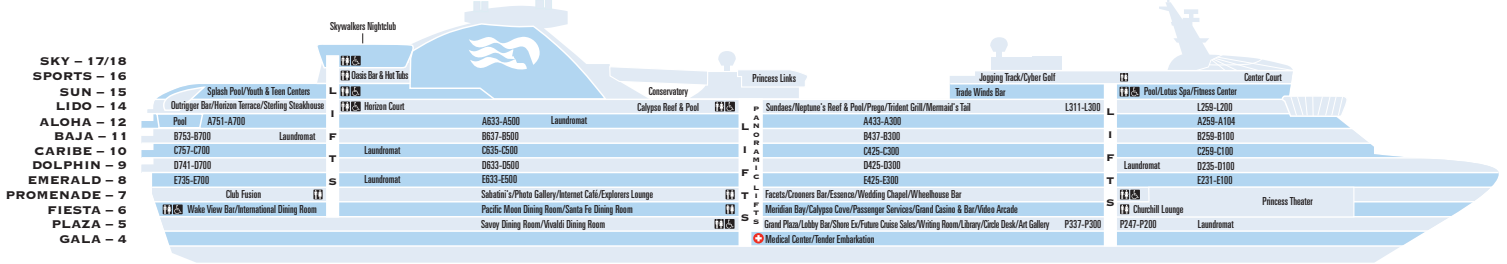 Skywalkers Nightclub
SKY – 17/18
SPORTS – 16 Oasis Bar & Hot Tubs Princess Links Jogging Track/Cyber Golf Center Court
SUN – 15 Splash Pool/Youth & Teen Centers Conservatory Trade Winds Bar Pool/Lotus Spa/Fitness Center
LIDO – 14 Outrigger Bar/Horizon Terrace/Sterling Steakhouse Horizon Court Calypso Reef & Pool Sundaes/Neptune's Reef & Pool/Prego/Trident Grill/Mermaid's Tail L311-L300 L259-L200
ALOHA – 12 Pool A751-A700 A633-A500 Laundromat A433-A300 A259-A104
BAJA – 11 B753-B700 Laundromat B637-B500 B437-B300 B259-B100
CARIBE – 10 C757-C700 Laundromat C635-C500 C425-C300 C259-C100
DOLPHIN – 9 D741-D700 D633-D500 D425-D300 Laundromat D235-D100
EMERALD – 8 E735-E700 Laundromat E633-E500 E425-E300 E231-E100
PROMENADE – 7 Club Fusion Sabatini's/Photo Gallery/Internet Café/Explorers Lounge Facets/Crooners Bar/Essence/Wedding Chapel/Wheelhouse Bar Princess Theater
FIESTA – 6 Wake View Bar/International Dining Room Pacific Moon Dining Room/Santa Fe Dining Room Meridian Bay/Calypso Cove/Passenger Services/Grand Casino & Bar/Video Arcade Churchill Lounge
PLAZA – 5 Savoy Dining Room/Vivaldi Dining Room Grand Plaza/Lobby Bar/Shore Ex/Future Cruise Sales/Writing Room/Library/Circle Desk/Art Gallery P337-P300 P247-P200 Laundromat
GALA – 4 Medical Center/Tender Embarkation
LIFTS
LIFTS
PANORAMIC LIFTS
LIFTS